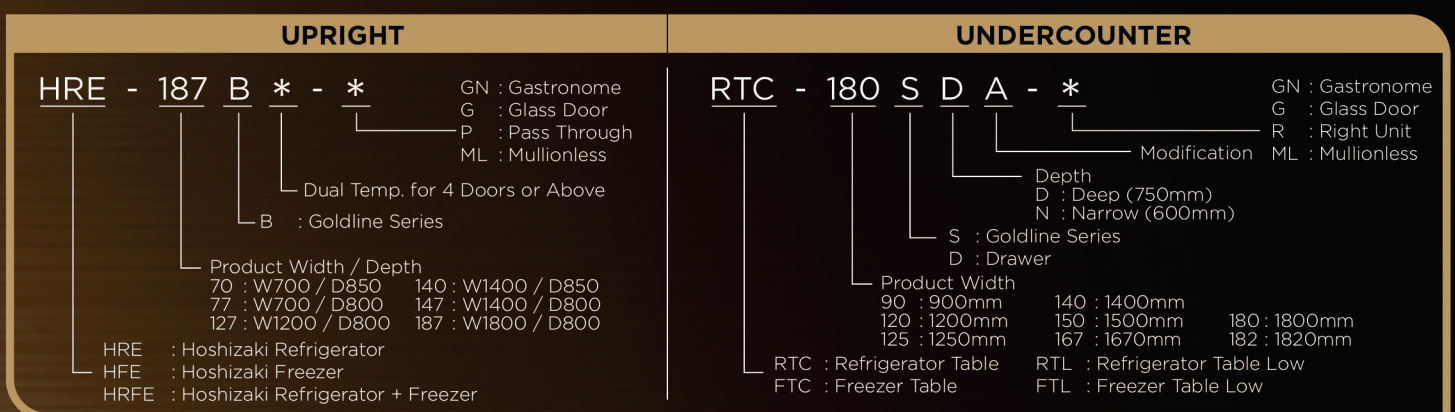 UPRIGHT
HRE - 187 B * - *
GN : Gastronome
G : Glass Door
P : Pass Through
ML : Mullionless
Dual Temp. for 4 Doors or Above
B : Goldline Series
Product Width / Depth
70 : W700 / D850 140 : W1400 / D850
77 : W700 / D800 147 : W1400 / D800
127 : W1200 / D800 187 : W1800 / D800
HRE : Hoshizaki Refrigerator
HFE : Hoshizaki Freezer
HRFE : Hoshizaki Refrigerator + Freezer
UNDERCOUNTER
RTC - 180 S D A - *
GN : Gastronome
G : Glass Door
R : Right Unit
ML : Mullionless
Modification
Depth
D : Deep (750mm)
N : Narrow (600mm)
S : Goldline Series
D : Drawer
Product Width
90 : 900mm 140 : 1400mm
120 : 1200mm 150 : 1500mm 180 : 1800mm
125 : 1250mm 167 : 1670mm 182 : 1820mm
RTC : Refrigerator Table RTL : Refrigerator Table Low
FTC : Freezer Table FTL : Freezer Table Low